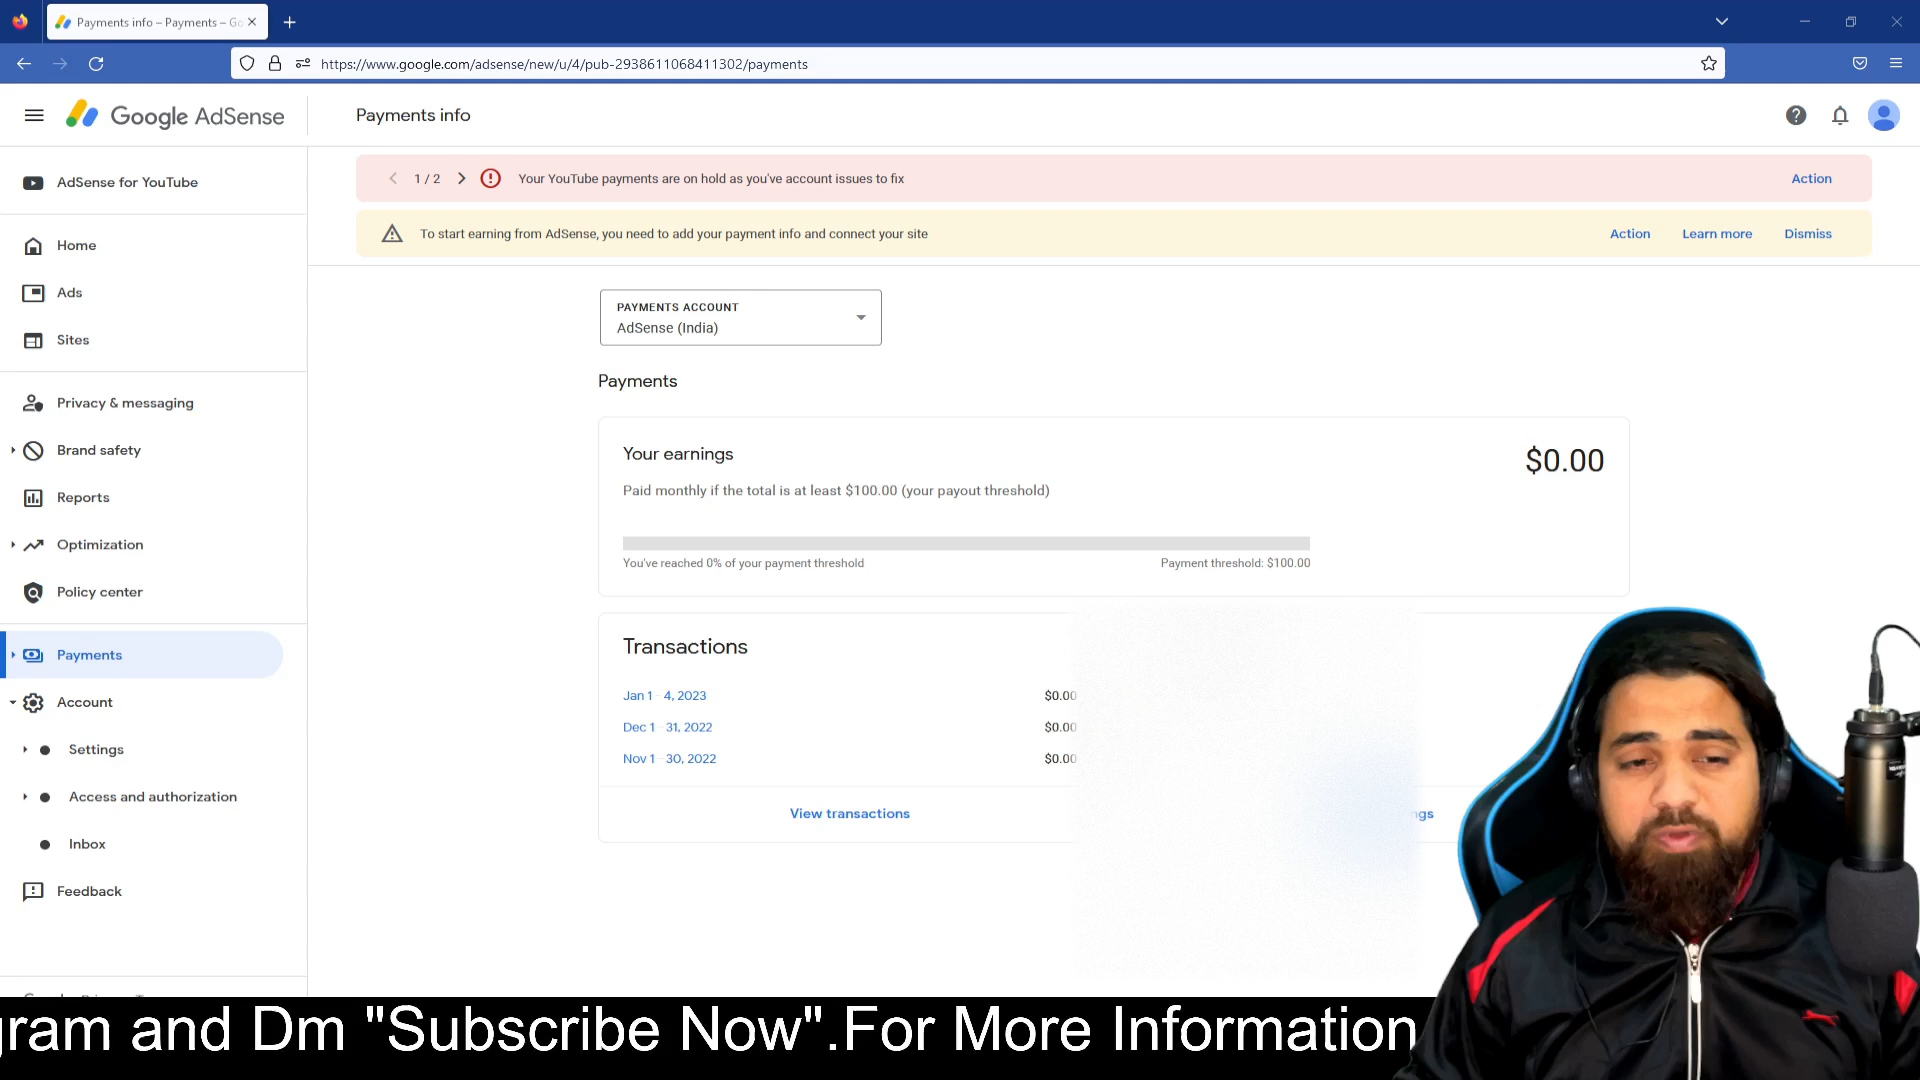 Payments info – Payments – Go
https://www.google.com/adsense/new/u/4/pub-2938611068411302/payments
Google AdSense
Payments info
AdSense for YouTube
Home
Ads
Sites
Privacy & messaging
Brand safety
Reports
Optimization
Policy center
Payments
Account
Settings
Access and authorization
Inbox
Feedback
1 / 2
Your YouTube payments are on hold as you've account issues to fix
Action
To start earning from AdSense, you need to add your payment info and connect your site
Action Learn more Dismiss
PAYMENTS ACCOUNT
AdSense (India)
Payments
Your earnings
$0.00
Paid monthly if the total is at least $100.00 (your payout threshold)
You've reached 0% of your payment threshold
Payment threshold: $100.00
Transactions
Jan 1 4, 2023 $0.00
Dec 1 31, 2022 $0.00
Nov 1 30, 2022 $0.00
View transactions
ngs
gram and Dm "Subscribe Now".For More Information